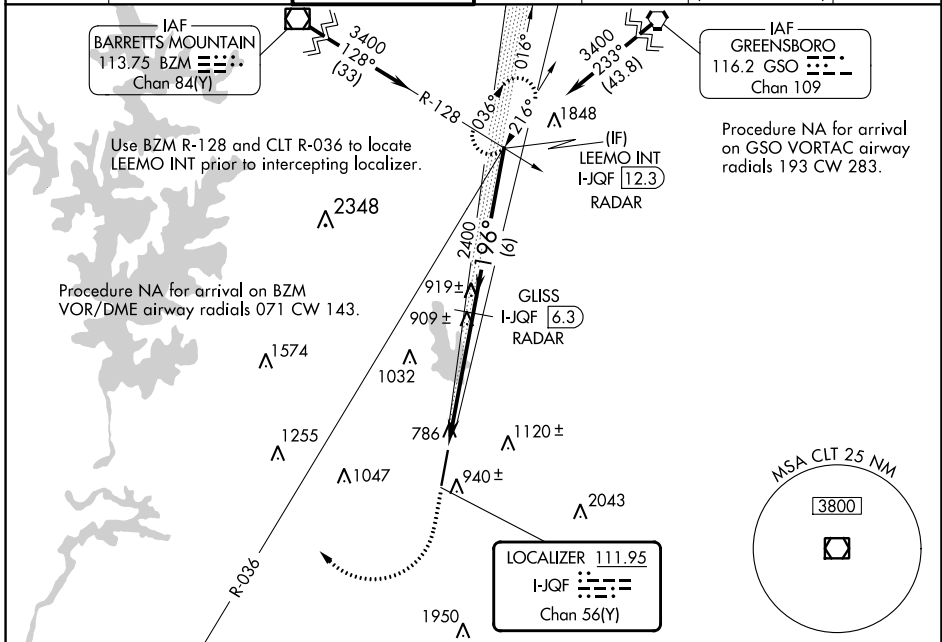 IAF
BARRETTS MOUNTAIN
113.75 BZM
Chan 84(Y)
3400
128°
(33)
R-128
036°
216°
016°
3400
233°
(43.8)
IAF
GREENSBORO
116.2 GSO
Chan 109
1848
Use BZM R-128 and CLT R-036 to locate
LEEMO INT prior to intercepting localizer.
(IF)
LEEMO INT
I-JQF 12.3
RADAR
Procedure NA for arrival
on GSO VORTAC airway
radials 193 CW 283.
2348
2400
196°
(6)
Procedure NA for arrival on BZM
VOR/DME airway radials 071 CW 143.
919±
909±
GLISS
I-JQF 6.3
RADAR
1574
1032
786
1120±
1255
1047
940±
2043
MSA CLT 25 NM
3800
R-036
LOCALIZER 111.95
I-JQF
Chan 56(Y)
1950